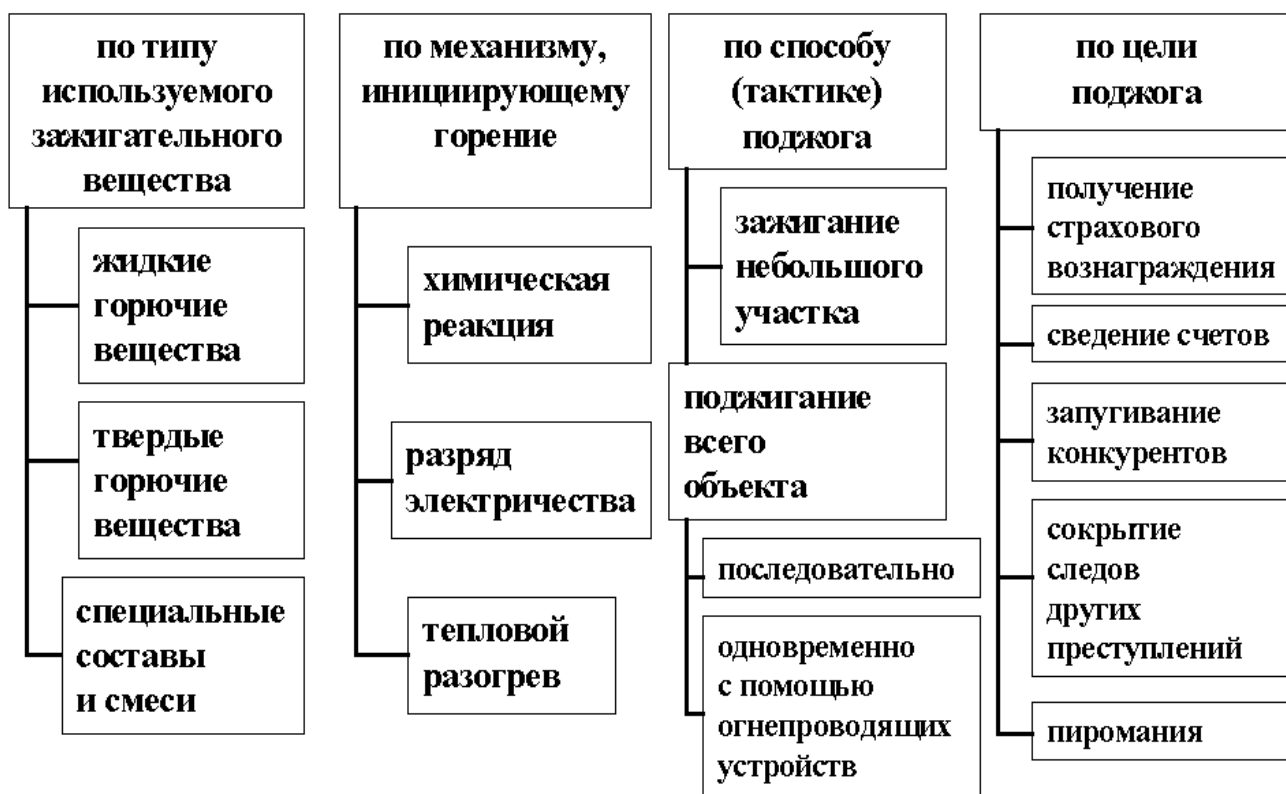 по типу
используемого
зажигательного
вещества
жидкие
горючие
вещества
твердые
горючие
вещества
специальные
составы
и смеси
по механизму,
инициирующему
горение
химическая
реакция
разряд
электричества
тепловой
разогрев
по способу
(тактике)
поджога
зажигание
небольшого
участка
поджигание
всего
объекта
последовательно
одновременно
с помощью
огнепроводящих
устройств
по цели
поджога
получение
страхового
вознаграждения
сведение счетов
запугивание
конкурентов
сокрытие
следов
других
преступлений
пиромания